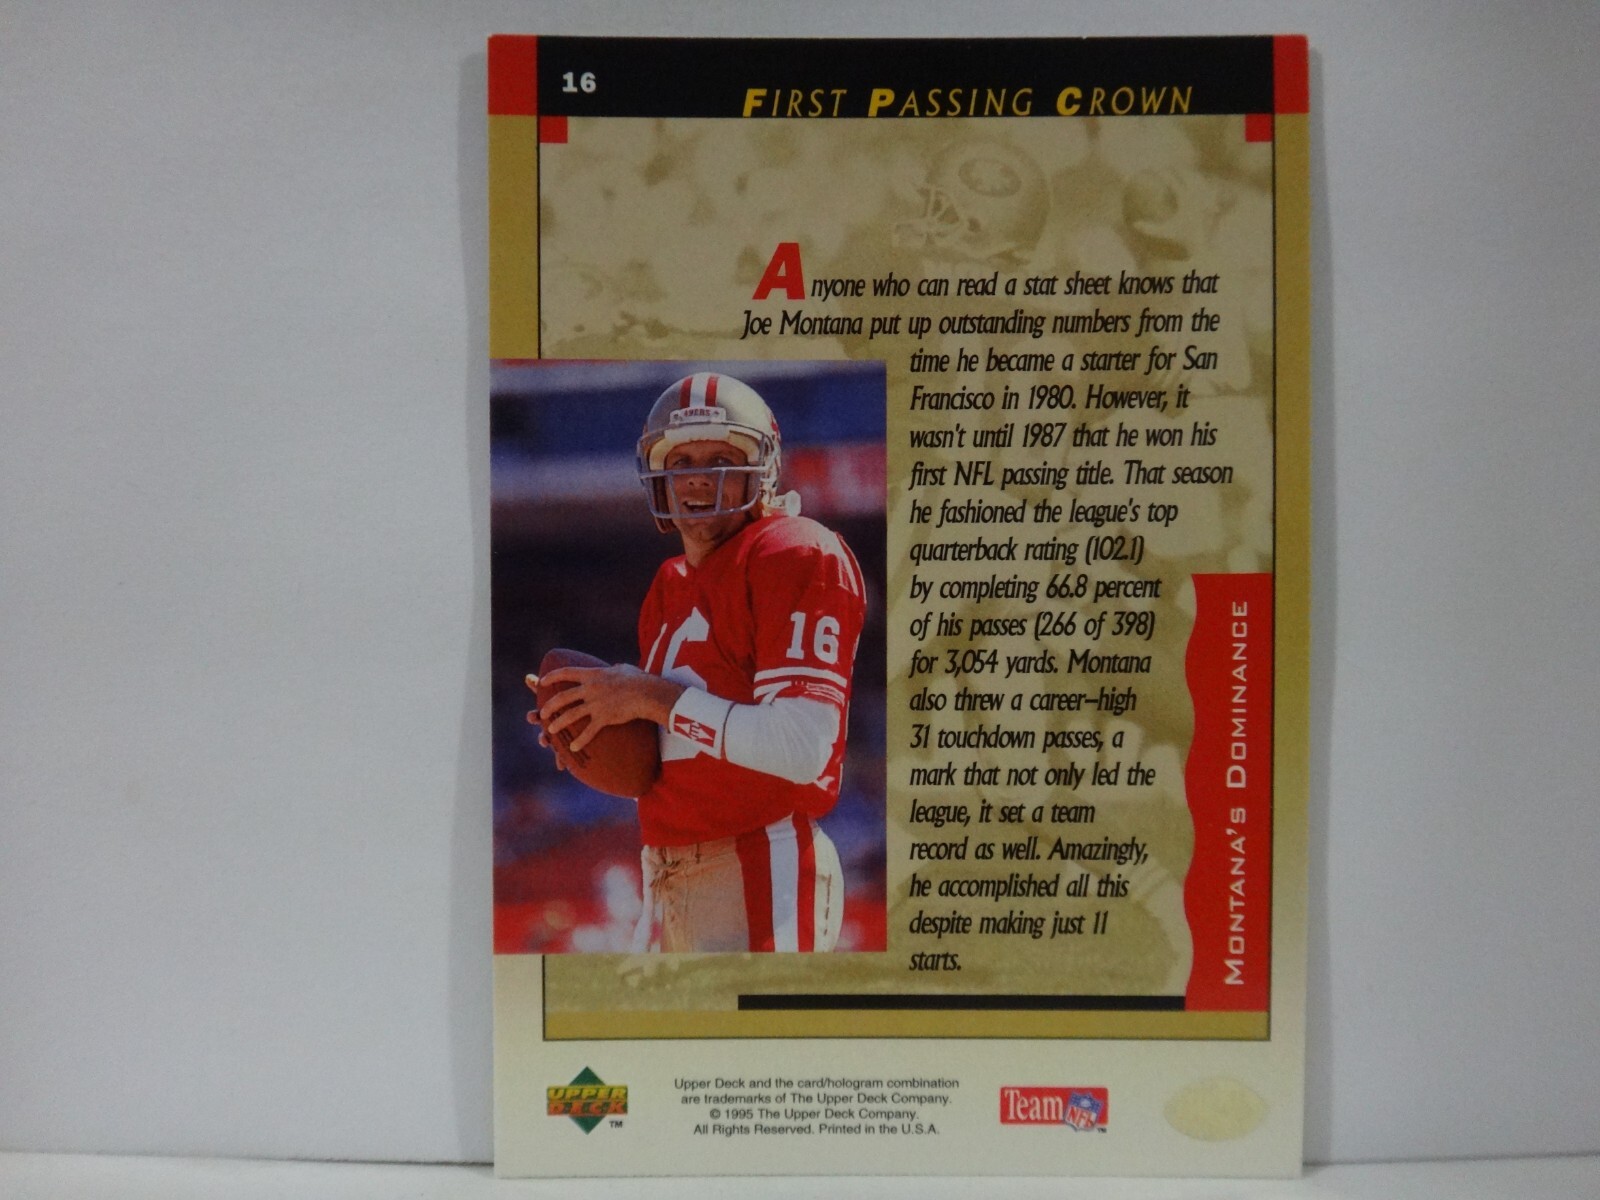 16
FIRST PASSING CROWN
Anyone who can read a stat sheet knows that
Joe Montana put up outstanding numbers from the
time he became a starter for San
Francisco in 1980. However, it
wasn't until 1987 that he won his
first NFL passing title. That season
he fashioned the league's top
quarterback rating (102.1)
by completing 66.8 percent
of his passes (266 of 398)
for 3,054 yards. Montana
also threw a career–high
31 touchdown passes, a
mark that not only led the
league, it set a team
record as well. Amazingly,
he accomplished all this
despite making just 11
starts.
49ERS
16
16
MONTANA'S DOMINANCE
UPPER
DECK
TM
Upper Deck and the card/hologram combination
are trademarks of The Upper Deck Company.
© 1995 The Upper Deck Company.
All Rights Reserved. Printed in the U.S.A.
Team NFL